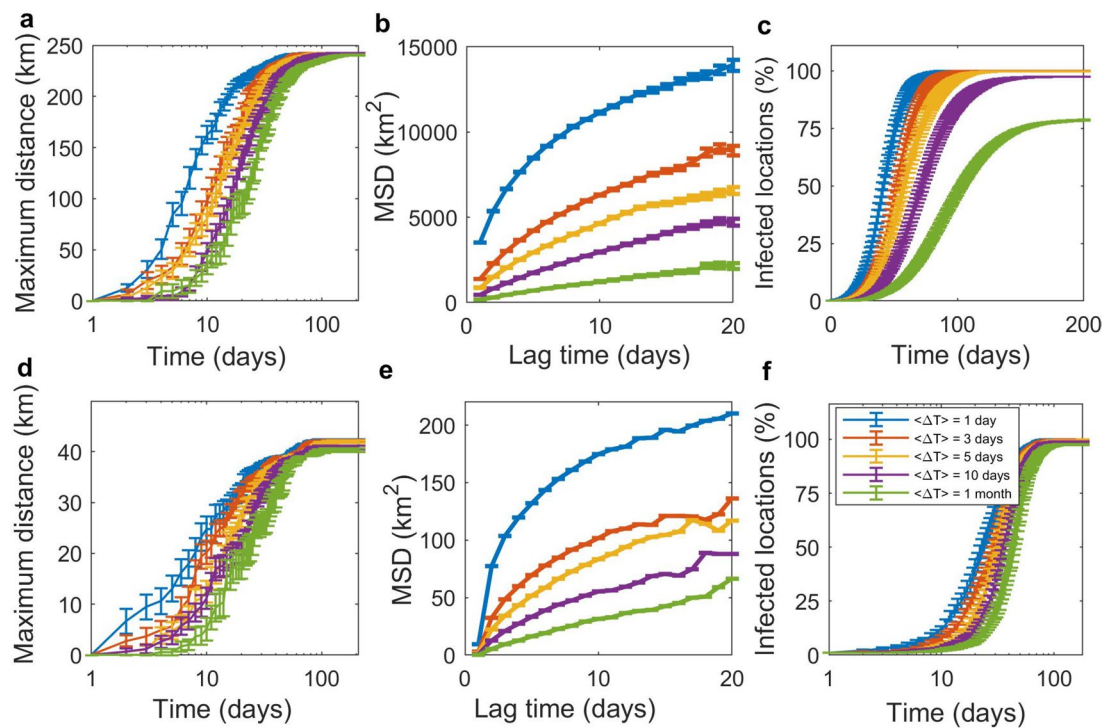 a
Maximum distance (km)
250
200
150
100
50
0
1
10
100
Time (days)
b
MSD (km²)
15000
10000
5000
0
0
10
20
Lag time (days)
c
Infected locations (%)
100
75
50
25
0
0
100
200
Time (days)
d
Maximum distance (km)
40
30
20
10
0
1
10
100
Time (days)
e
MSD (km²)
200
150
100
50
0
0
10
20
Lag time (days)
f
Infected locations (%)
100
75
50
25
0
1
10
100
Time (days)
<ΔT> = 1 day
<ΔT> = 3 days
<ΔT> = 5 days
<ΔT> = 10 days
<ΔT> = 1 month